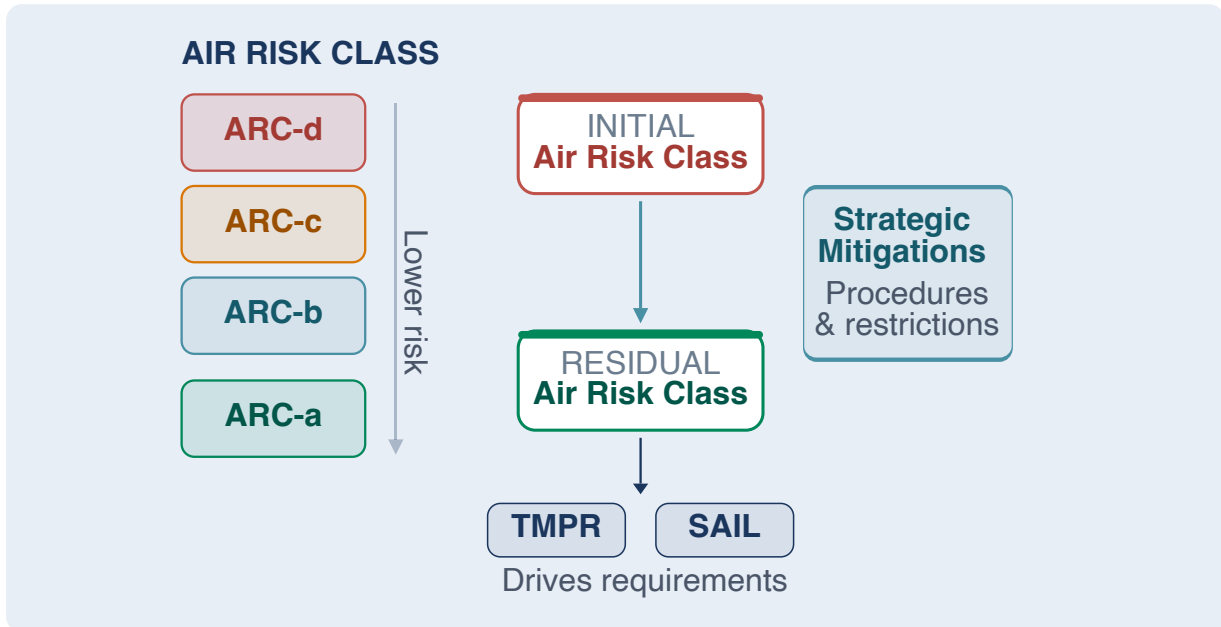 AIR RISK CLASS
ARC-d
ARC-c
ARC-b
ARC-a
Lower risk
INITIAL
Air Risk Class
Strategic
Mitigations
Procedures
& restrictions
RESIDUAL
Air Risk Class
TMPR
SAIL
Drives requirements